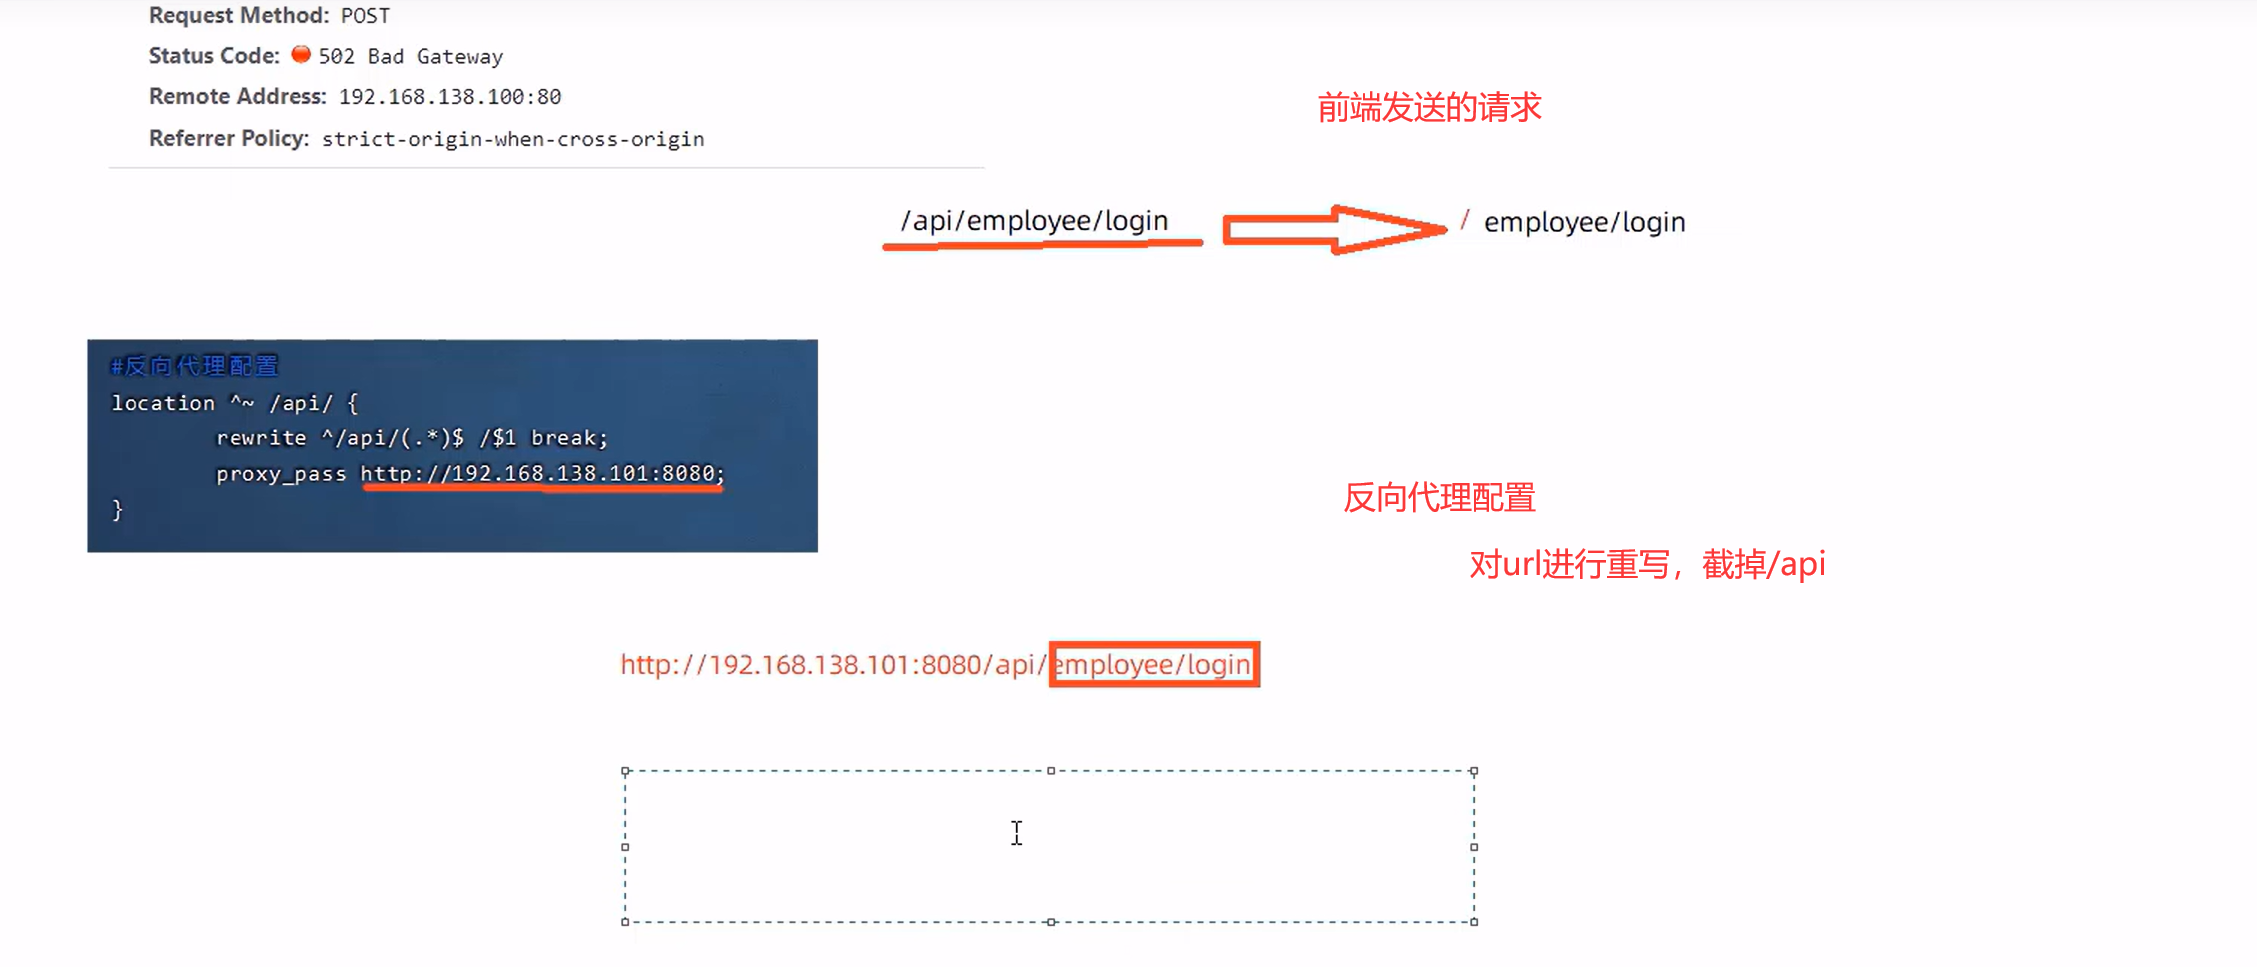 Request Method: POST
Status Code: 502 Bad Gateway
Remote Address: 192.168.138.100:80
Referrer Policy: strict-origin-when-cross-origin
前端发送的请求
/api/employee/login
/ employee/login
#反向代理配置
location ^~ /api/ {
rewrite ^/api/(.*)$ /$1 break;
proxy_pass http://192.168.138.101:8080;
}
反向代理配置
对url进行重写，截掉/api
http://192.168.138.101:8080/api/employee/login